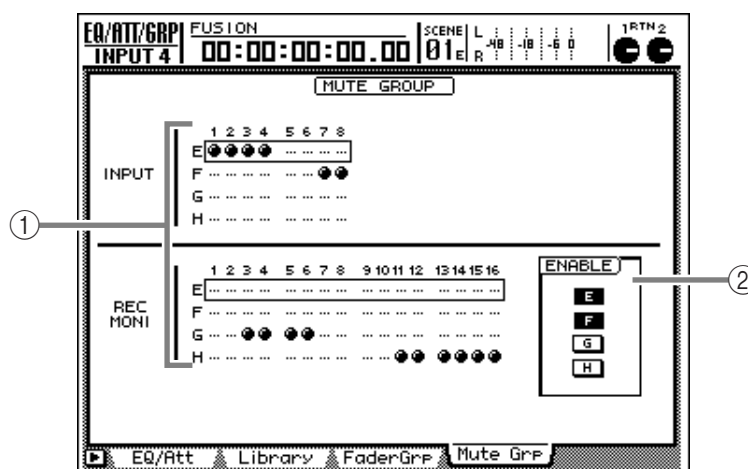 EQ/ATT/GRP FUSION SCENE L 1 RTN 2
INPUT 4 00:00:00:00.00 01E R -48 -18 -6 0
MUTE GROUP
1 2 3 4 5 6 7 8
E
INPUT F
G
H
①
1 2 3 4 5 6 7 8 9 10 11 12 13 14 15 16 ENABLE
②
E E
REC MONI F F
G G
H H
EQ/Att Library FaderGrp Mute Grp